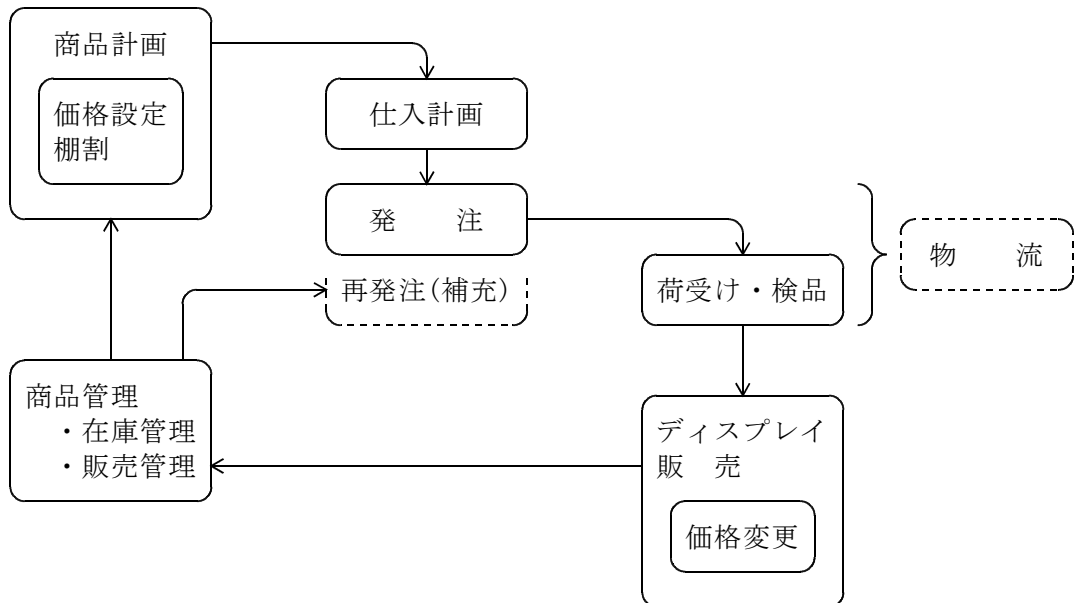 商品計画
価格設定
棚割
仕入計画
発　　注
再発注(補充)
荷受け・検品
物　　流
商品管理
・在庫管理
・販売管理
ディスプレイ
販　売
価格変更